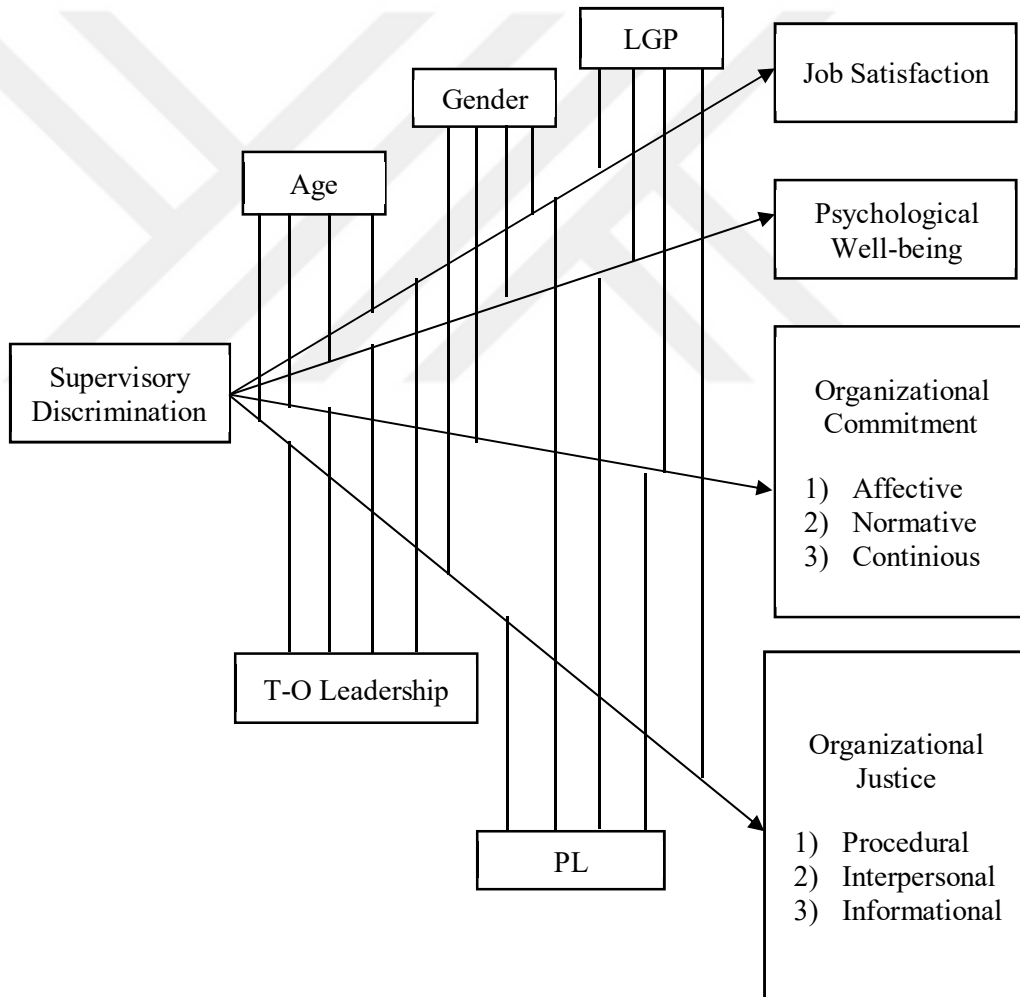 LGP
Job Satisfaction
Gender
Age
Psychological
Well-being
Supervisory
Discrimination
Organizational
Commitment
1) Affective
2) Normative
3) Continious
T-O Leadership
Organizational
Justice
1) Procedural
2) Interpersonal
3) Informational
PL